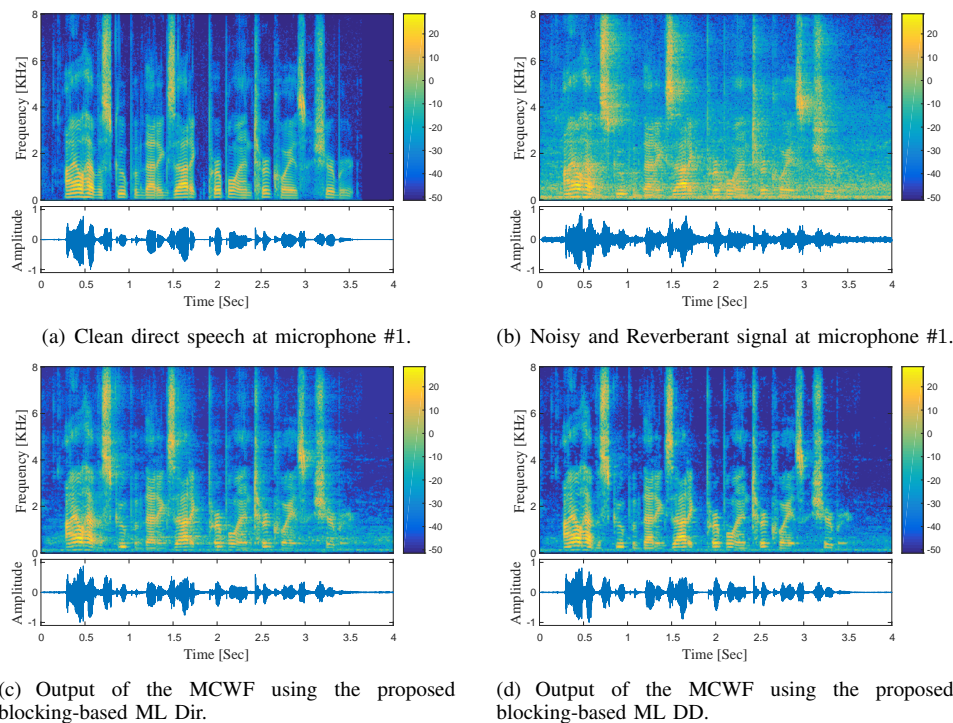 8
6
4
2
0
Frequency [KHz]
20
10
0
-10
-20
-30
-40
-50
1
0
-1
Amplitude
0 0.5 1 1.5 2 2.5 3 3.5 4
Time [Sec]
(a) Clean direct speech at microphone #1.
8
6
4
2
0
Frequency [KHz]
20
10
0
-10
-20
-30
-40
-50
1
0
-1
Amplitude
0 0.5 1 1.5 2 2.5 3 3.5 4
Time [Sec]
(b) Noisy and Reverberant signal at microphone #1.
8
6
4
2
0
Frequency [KHz]
20
10
0
-10
-20
-30
-40
-50
1
0
-1
Amplitude
0 0.5 1 1.5 2 2.5 3 3.5 4
Time [Sec]
(c) Output of the MCWF using the proposed
blocking-based ML Dir.
8
6
4
2
0
Frequency [KHz]
20
10
0
-10
-20
-30
-40
-50
1
0
-1
Amplitude
0 0.5 1 1.5 2 2.5 3 3.5 4
Time [Sec]
(d) Output of the MCWF using the proposed
blocking-based ML DD.